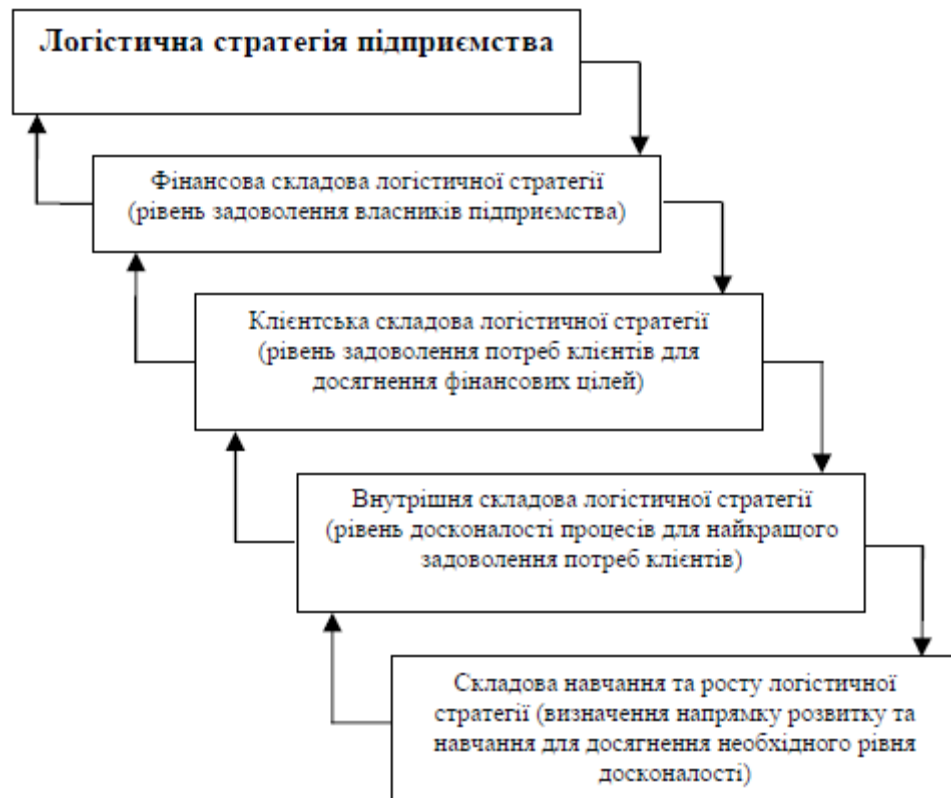 Логістична стратегія підприємства
Фінансова складова логістичної стратегії
(рівень задоволення власників підприємства)
Клієнтська складова логістичної стратегії
(рівень задоволення потреб клієнтів для
досягнення фінансових цілей)
Внутрішня складова логістичної стратегії
(рівень досконалості процесів для найкращого
задоволення потреб клієнтів)
Складова навчання та росту логістичної
стратегії (визначення напрямку розвитку та
навчання для досягнення необхідного рівня
досконалості)